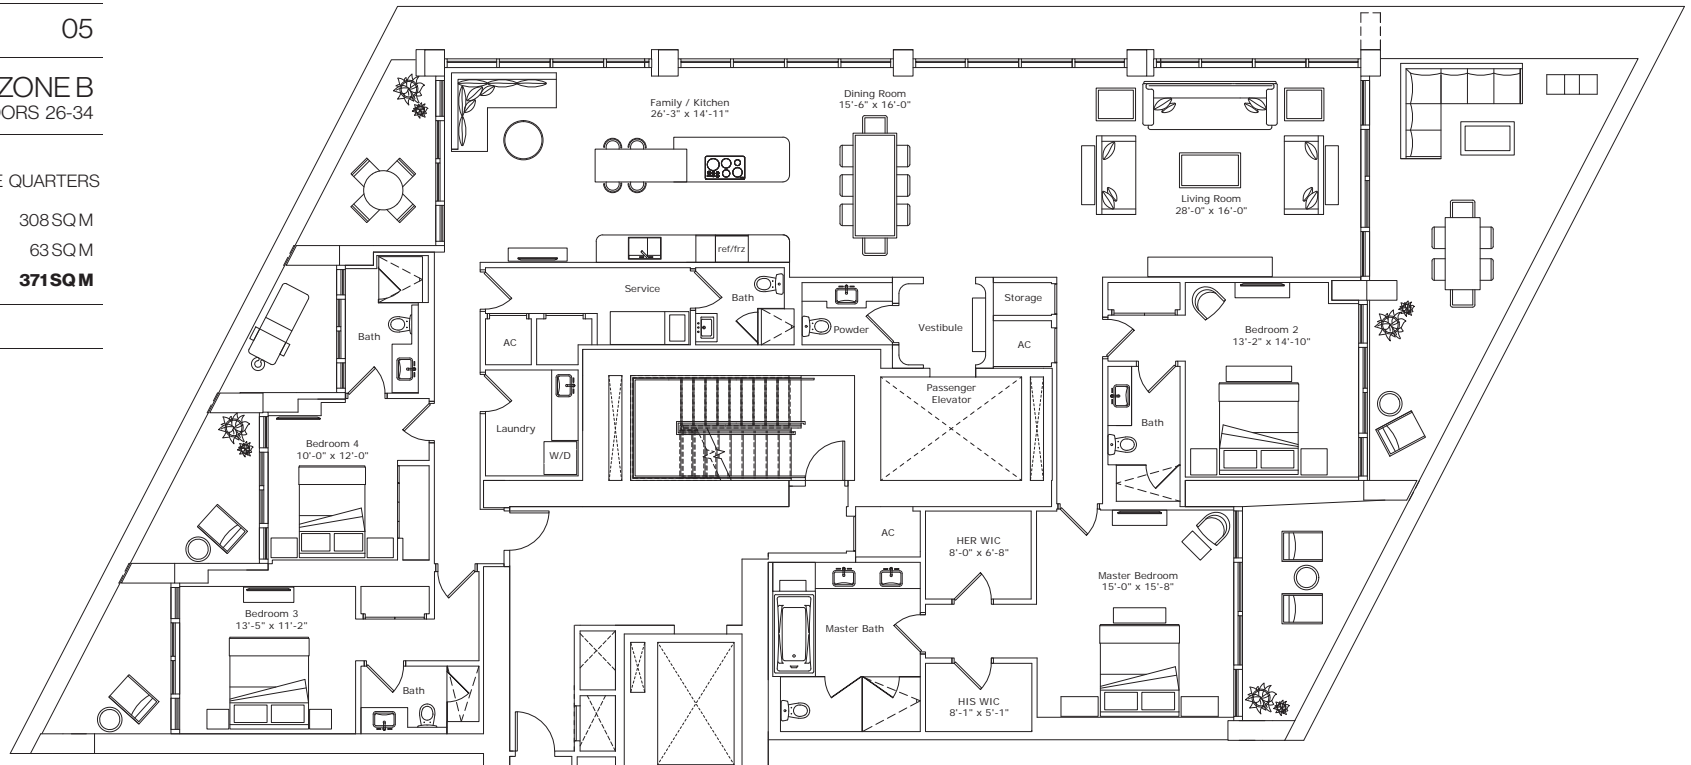 05
ZONE B
ORS 26-34
E QUARTERS
308 SQ M
63 SQ M
371 SQ M
Family / Kitchen
26'-3" x 14'-11"
Dining Room
15'-6" x 16'-0"
Living Room
28'-0" x 16'-0"
ref/frz
Service
Bath
Powder
Vestibule
Storage
AC
AC
Bath
Bedroom 2
13'-2" x 14'-10"
Passenger
Elevator
Bath
Laundry
W/D
Bedroom 4
10'-0" x 12'-0"
AC
HER WIC
8'-0" x 6'-8"
Master Bedroom
15'-0" x 15'-8"
Bedroom 3
13'-5" x 11'-2"
Master Bath
Bath
HIS WIC
8'-1" x 5'-1"